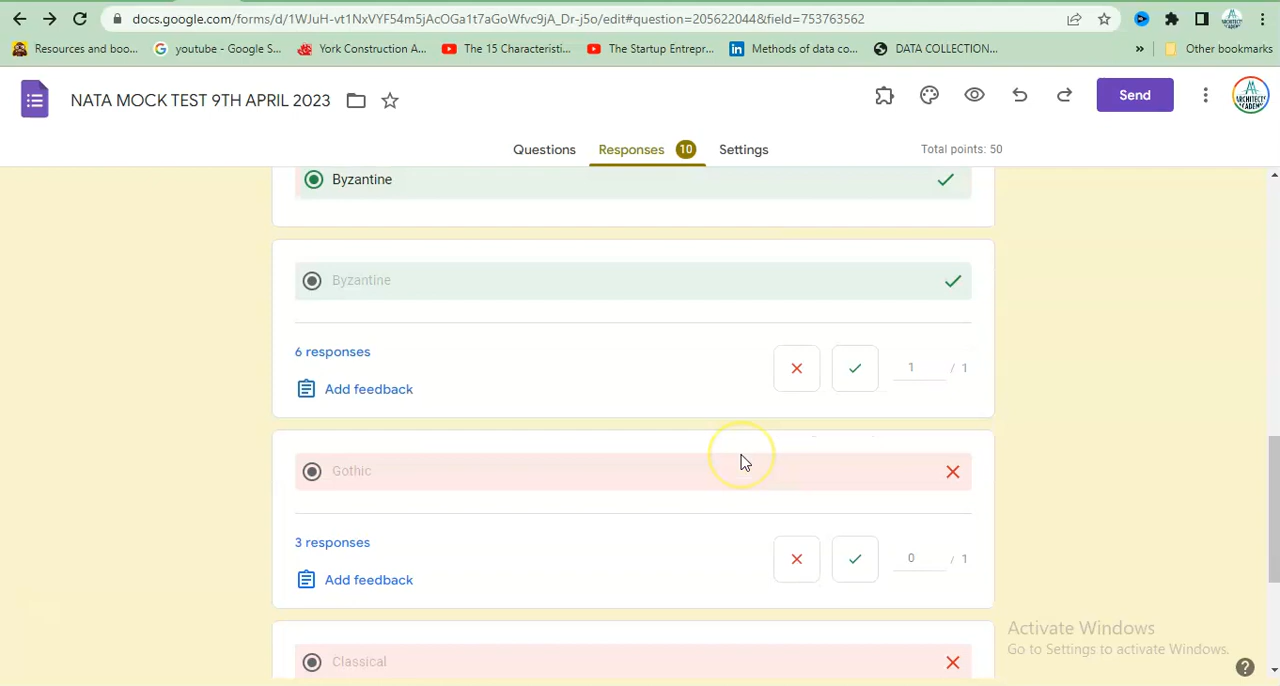 docs.google.com/forms/d/1WJuH-vt1NxVYF54m5jAcOGa1t7aGoWfvc9jA_Dr-j5o/edit#question=205622044&field=753763562
Resources and boo... youtube - Google S... York Construction A... The 15 Characteristi... The Startup Entrepr... Methods of data co... DATA COLLECTION... » Other bookmarks
NATA MOCK TEST 9TH APRIL 2023
Send
ARCHITECT'S ACADEMY
Questions Responses 10 Settings Total points: 50
Byzantine
Byzantine
6 responses
1 / 1
Add feedback
Gothic
3 responses
0 / 1
Add feedback
Classical
Activate Windows
Go to Settings to activate Windows.